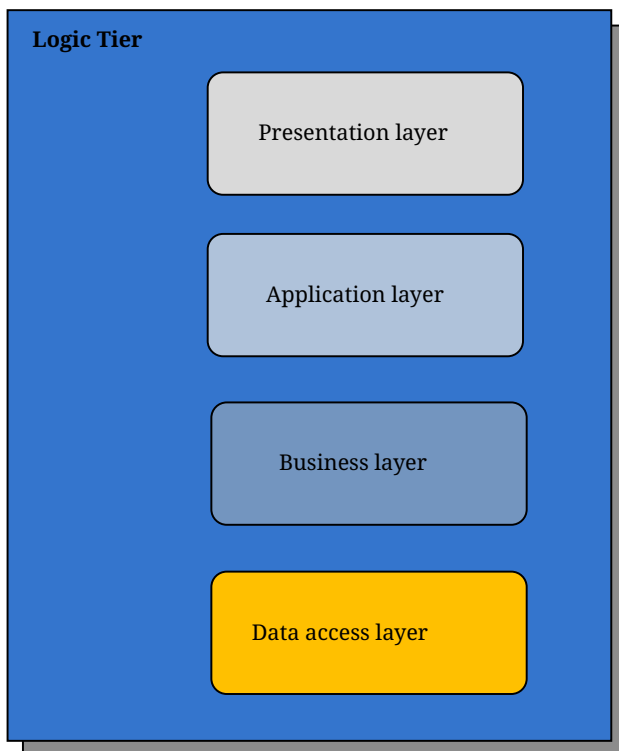 Logic Tier
Presentation layer
Application layer
Business layer
Data access layer